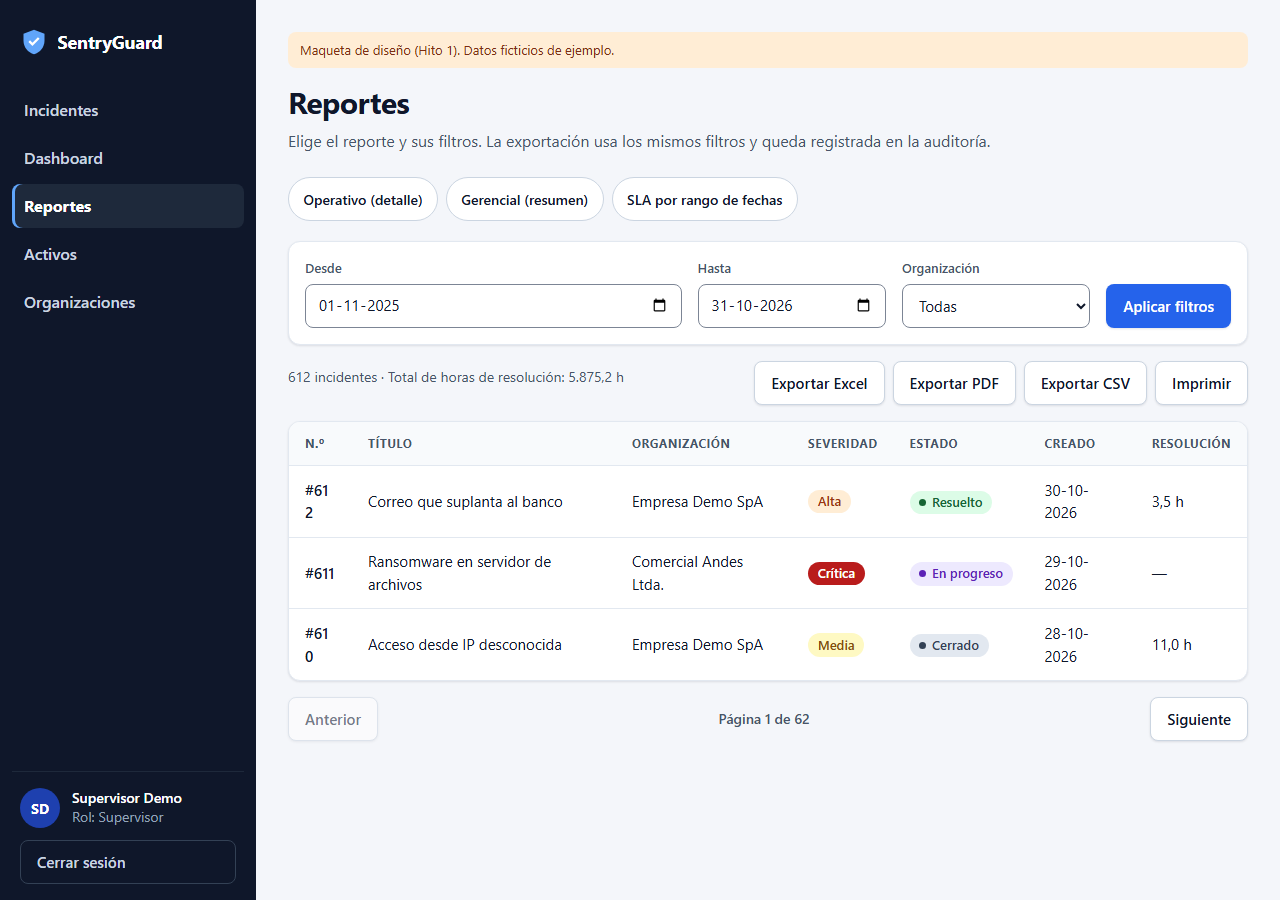 SentryGuard
Incidentes
Dashboard
Reportes
Activos
Organizaciones
SD
Supervisor Demo
Rol: Supervisor
Cerrar sesión
Maqueta de diseño (Hito 1). Datos ficticios de ejemplo.
Reportes
Elige el reporte y sus filtros. La exportación usa los mismos filtros y queda registrada en la auditoría.
Operativo (detalle) Gerencial (resumen) SLA por rango de fechas
Desde Hasta Organización
01-11-2025 31-10-2026 Todas Aplicar filtros
612 incidentes · Total de horas de resolución: 5.875,2 h Exportar Excel Exportar PDF Exportar CSV Imprimir
N.º TÍTULO ORGANIZACIÓN SEVERIDAD ESTADO CREADO RESOLUCIÓN
#61
2 Correo que suplanta al banco Empresa Demo SpA Alta Resuelto 30-10-
2026 3,5 h
#611 Ransomware en servidor de
archivos Comercial Andes
Ltda. Crítica En progreso 29-10-
2026 —
#61
0 Acceso desde IP desconocida Empresa Demo SpA Media Cerrado 28-10-
2026 11,0 h
Anterior Página 1 de 62 Siguiente